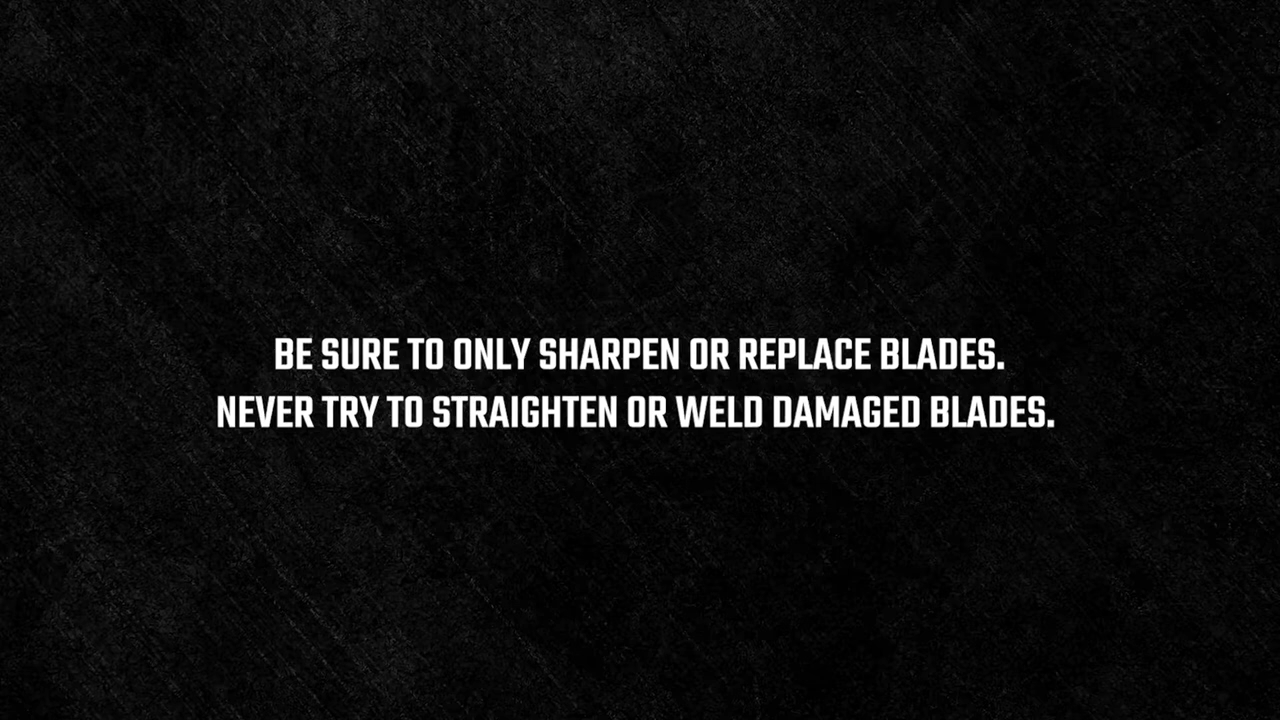 BE SURE TO ONLY SHARPEN OR REPLACE BLADES.
NEVER TRY TO STRAIGHTEN OR WELD DAMAGED BLADES.